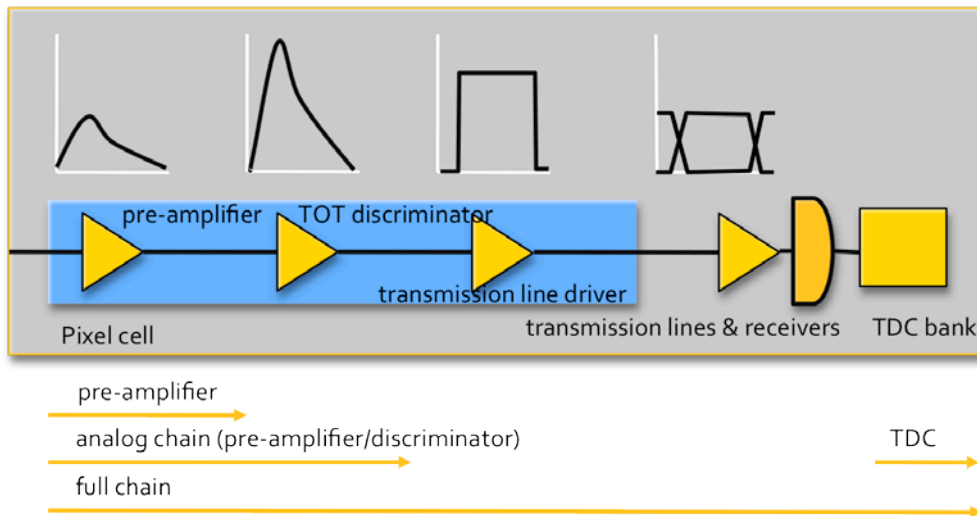 pre-amplifier
TOT discriminator
transmission line driver
transmission lines & receivers
TDC bank
Pixel cell
pre-amplifier
analog chain (pre-amplifier/discriminator)
TDC
full chain